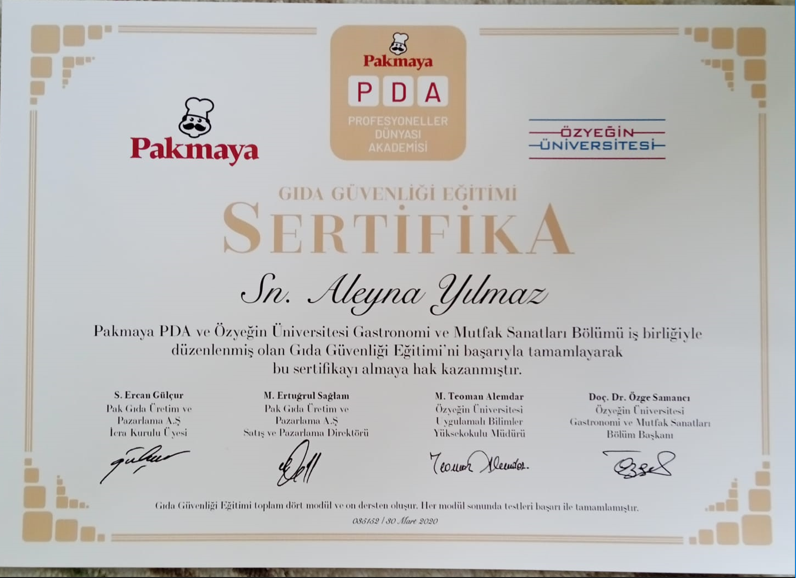 Pakmaya
PDA
PROFESYONELLER
DÜNYASI
AKADEMİSİ
Pakmaya
ÖZYEĞİN
ÜNİVERSİTESİ
GIDA GÜVENLİĞİ EĞİTİMİ
SERTİFİKA
Sn. Aleyna Yılmaz
Pakmaya PDA ve Özyeğin Üniversitesi Gastronomi ve Mutfak Sanatları Bölümü iş birliğiyle
düzenlenmiş olan Gıda Güvenliği Eğitimi'ni başarıyla tamamlayarak
bu sertifikayı almaya hak kazanmıştır.
S. Ercan Gülçur
Pak Gıda Üretim ve
Pazarlama A.Ş
İcra Kurulu Üyesi
M. Ertuğrul Sağlam
Pak Gıda Üretim ve
Pazarlama A.Ş
Satış ve Pazarlama Direktörü
M. Teoman Alemdar
Özyeğin Üniversitesi
Uygulamalı Bilimler
Yüksekokulu Müdürü
Doç. Dr. Özge Samancı
Özyeğin Üniversitesi
Gastronomi ve Mutfak Sanatları
Bölüm Başkanı
Teoman Alemdar
Gıda Güvenliği Eğitimi toplam dört modül ve on dersten oluşur. Her modül sonunda testleri başarı ile tamamlamıştır.
035152 / 30 Mart 2020